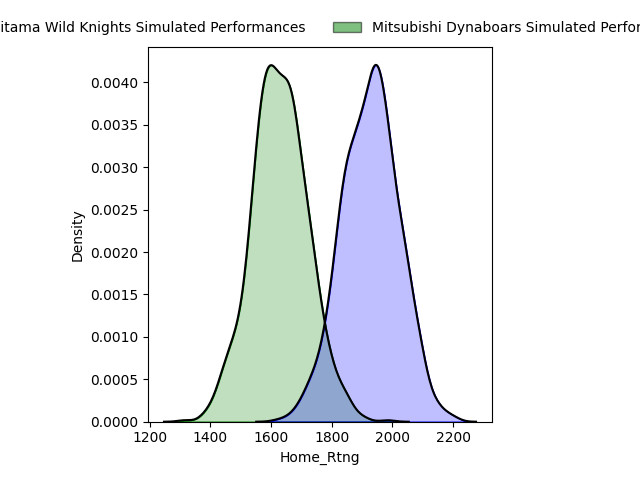 itama Wild Knights Simulated Performances
Mitsubishi Dynaboars Simulated Perfor
0.0040
0.0035
0.0030
0.0025
0.0020
0.0015
0.0010
0.0005
0.0000
Density
1200 1400 1600 1800 2000 2200
Home_Rtng